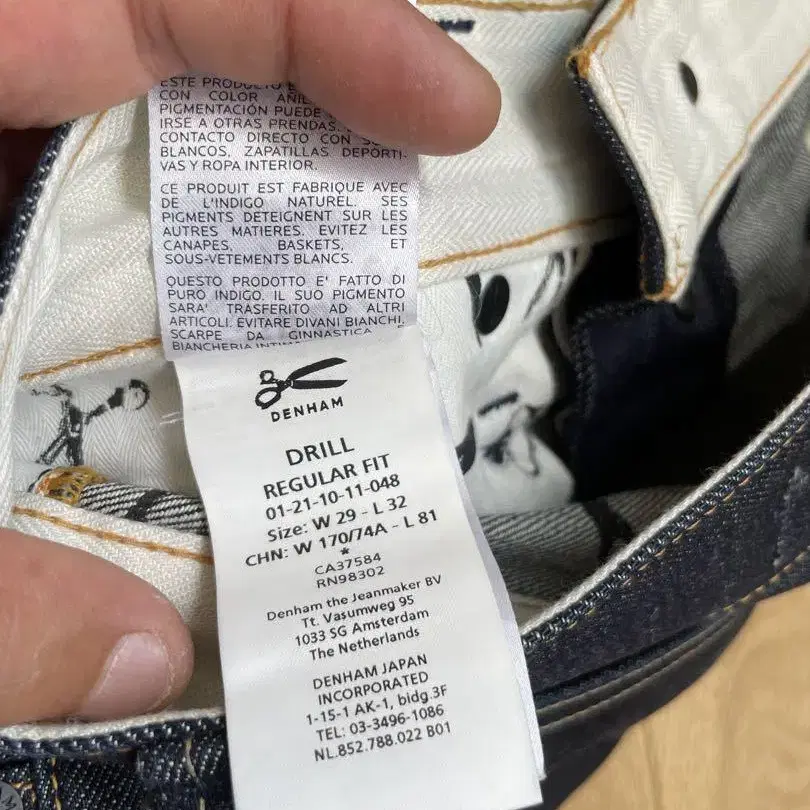 ESTE PRODUCTO E
CON COLOR AÑIL
PIGMENTACIÓN PUEDE
IRSE A OTRAS PRENDAS.
CONTACTO DIRECTO CON
BLANCOS, ZAPATILLAS DEPORTI-
VAS Y ROPA INTERIOR.
CE PRODUIT EST FABRIQUE AVEC
DE L'INDIGO NATUREL. SES
PIGMENTS DETEIGNENT SUR LES
AUTRES MATIERES. EVITEZ LES
CANAPES, BASKETS, ET
SOUS-VETEMENTS BLANCS.
QUESTO PRODOTTO E' FATTO DI
PURO INDIGO. IL SUO PIGMENTO
SARA' TRASFERITO AD ALTRI
ARTICOLI. EVITARE DIVANI BIANCHI,
SCARPE DA GINNASTICA E
BIANCHERIA INTIM
DENHAM
DRILL
REGULAR FIT
01-21-10-11-048
Size: W 29 - L 32
CHN: W 170/74A - L 81
*
CA37584
RN98302
Denham the Jeanmaker BV
Tt. Vasumweg 95
1033 SG Amsterdam
The Netherlands
DENHAM JAPAN
INCORPORATED
1-15-1 AK-1, bldg.3F
TEL: 03-3496-1086
NL.852.788.022 B01